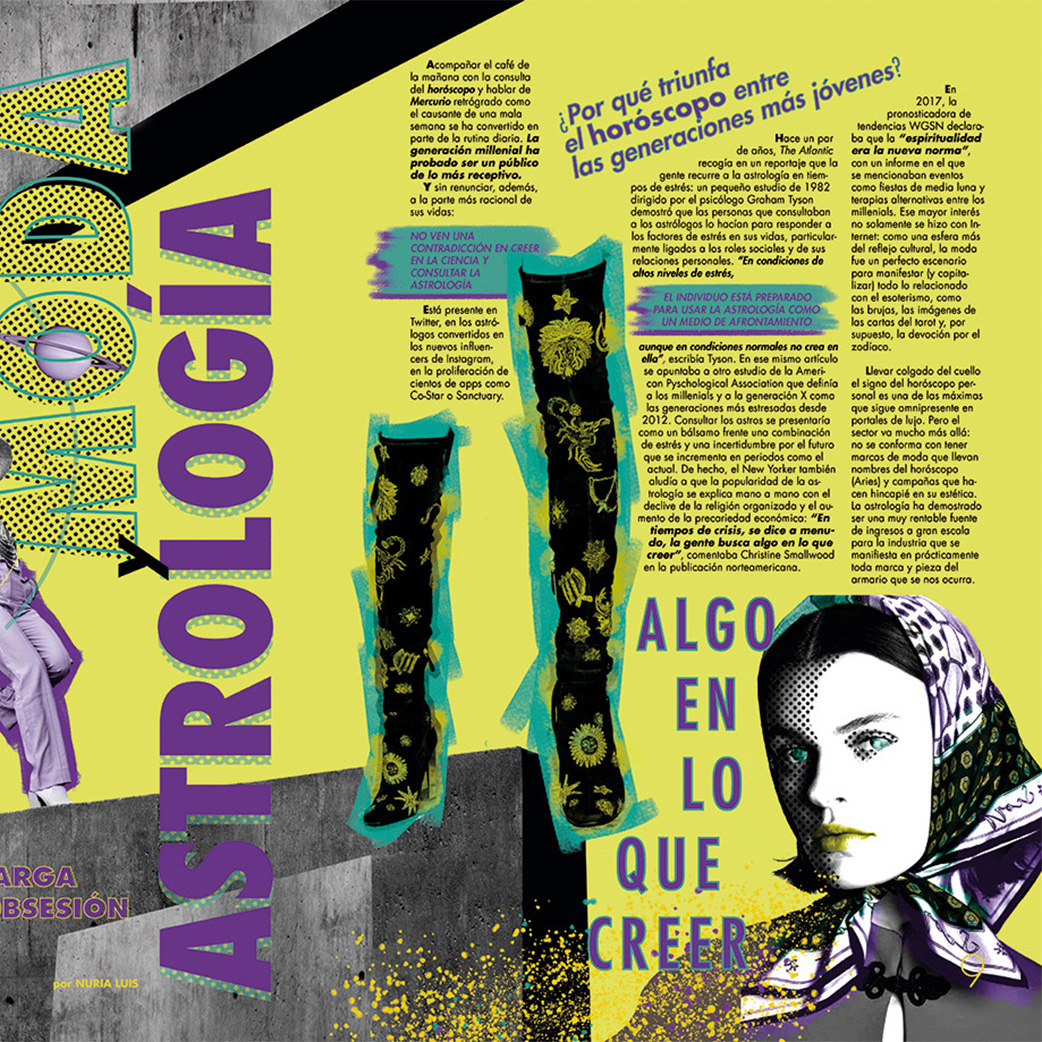 MODA
Y
ASTROLOGÍA
ARGA
BSESIÓN
por NURIA LUIS
Acompañar el café de
la mañana con la consulta
del horóscopo y hablar de
Mercurio retrógrado como
el causante de una mala
semana se ha convertido en
parte de la rutina diaria. La
generación millenial ha
probado ser un público
de lo más receptivo.
Y sin renunciar, además,
a la parte más racional de
sus vidas:
NO VEN UNA
CONTRADICCIÓN EN CREER
EN LA CIENCIA Y
CONSULTAR LA
ASTROLOGÍA
Está presente en
Twitter, en los astró-
logos convertidos en
los nuevos influen-
cers de Instagram,
en la proliferación de
cientos de apps como
Co-Star o Sanctuary.
¿Por qué triunfa
el horóscopo entre
las generaciones más jóvenes?
Hace un par
de años, The Atlantic
recogía en un reportaje que la
gente recurre a la astrología en tiem-
pos de estrés: un pequeño estudio de 1982
dirigido por el psicólogo Graham Tyson
demostró que las personas que consultaban
a los astrólogos lo hacían para responder a
los factores de estrés en sus vidas, particular-
mente ligados a los roles sociales y de sus
relaciones personales. "En condiciones de
altos niveles de estrés,
EL INDIVIDUO ESTÁ PREPARADO
PARA USAR LA ASTROLOGÍA COMO
UN MEDIO DE AFRONTAMIENTO
aunque en condiciones normales no crea en
ella", escribía Tyson. En ese mismo artículo
se apuntaba a otro estudio de la Ameri-
can Pyschological Association que definía
a los millenials y a la generación X como
las generaciones más estresadas desde
2012. Consultar los astros se presentaría
como un bálsamo frente una combinación
de estrés y una incertidumbre por el futuro
que se incrementa en periodos como el
actual. De hecho, el New Yorker también
aludía a que la popularidad de la as-
trología se explica mano a mano con el
declive de la religión organizada y el au-
mento de la precariedad económica: "En
tiempos de crisis, se dice a menu-
do, la gente busca algo en lo que
creer", comentaba Christine Smallwood
en la publicación norteamericana.
En
2017, la
pronosticadora de
tendencias WGSN declara-
ba que la "espiritualidad
era la nueva norma",
con un informe en el que
se mencionaban eventos
como fiestas de media luna y
terapias alternativas entre los
millenials. Ese mayor interés
no solamente se hizo con In-
ternet: como una esfera más
del reflejo cultural, la moda
fue un perfecto escenario
para manifestar (y capita-
lizar) todo lo relacionado
con el esoterismo, como
las brujas, las imágenes de
las cartas del tarot y, por
supuesto, la devoción por el
zodíaco.
Llevar colgado del cuello
el signo del horóscopo per-
sonal es una de las máximas
que sigue omnipresente en
portales de lujo. Pero el
sector va mucho más allá:
no se conforma con tener
marcas de moda que llevan
nombres del horóscopo
(Aries) y campañas que ha-
cen hincapié en su estética.
La astrología ha demostrado
ser una muy rentable fuente
de ingresos a gran escala
para la industria que se
manifiesta en prácticamente
toda marca y pieza del
armario que se nos ocurra.
ALGO
EN
LO
QUE
CREER
9